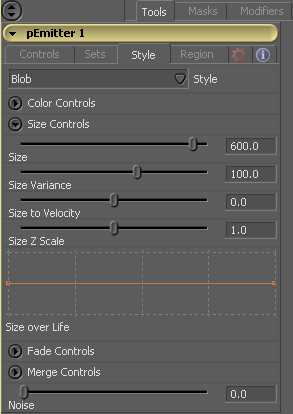 Tools Masks Modifiers
pEmitter 1
Controls Sets Style Region
Blob Style
Color Controls
Size Controls
600.0
Size
100.0
Size Variance
0.0
Size to Velocity
1.0
Size Z Scale
Size over Life
Fade Controls
Merge Controls
0.0
Noise